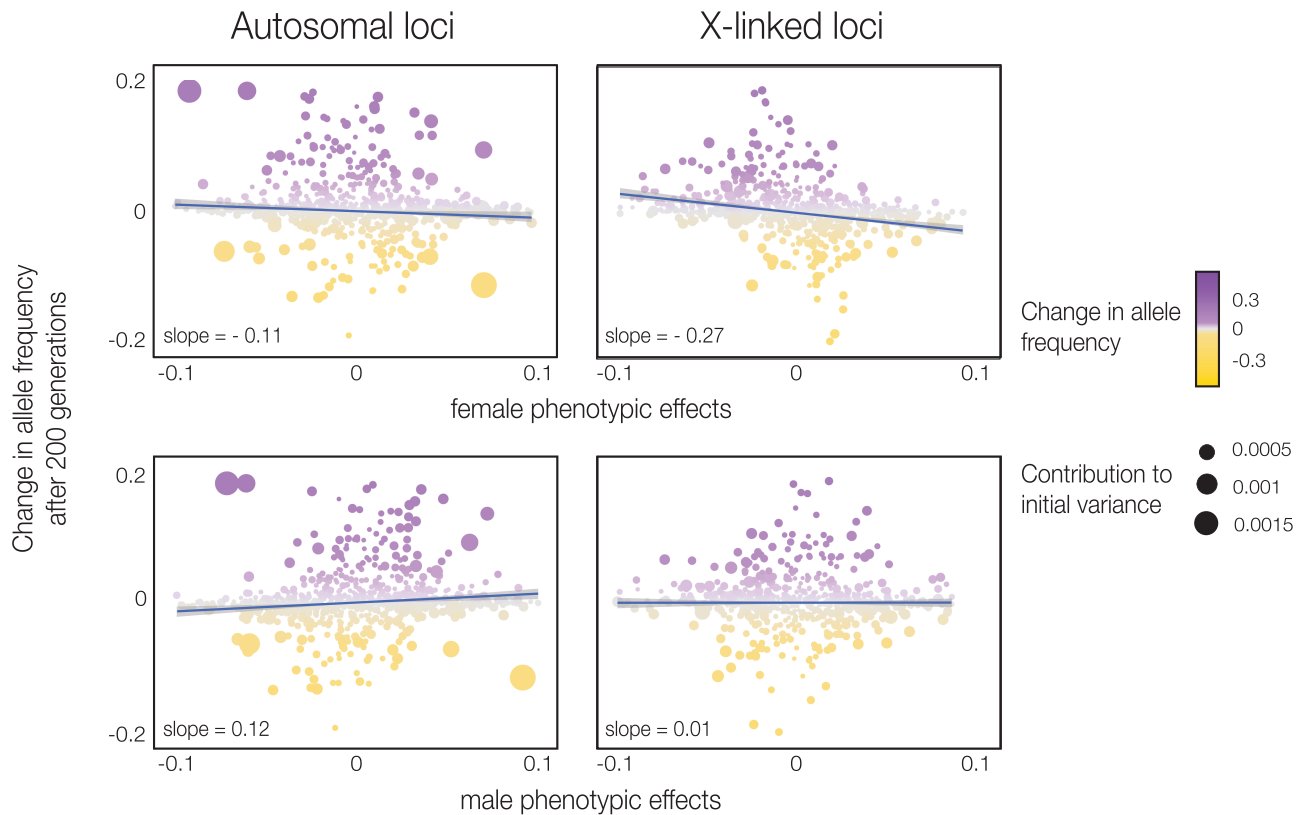 Autosomal loci
X-linked loci
Change in allele frequency
after 200 generations
0.2
0
-0.2
slope = - 0.11
slope = - 0.27
-0.1
0
0.1
-0.1
0
0.1
female phenotypic effects
0.2
0
-0.2
slope = 0.12
slope = 0.01
-0.1
0
0.1
-0.1
0
0.1
male phenotypic effects
Change in allele
frequency
0.3
0
-0.3
Contribution to
initial variance
0.0005
0.001
0.0015